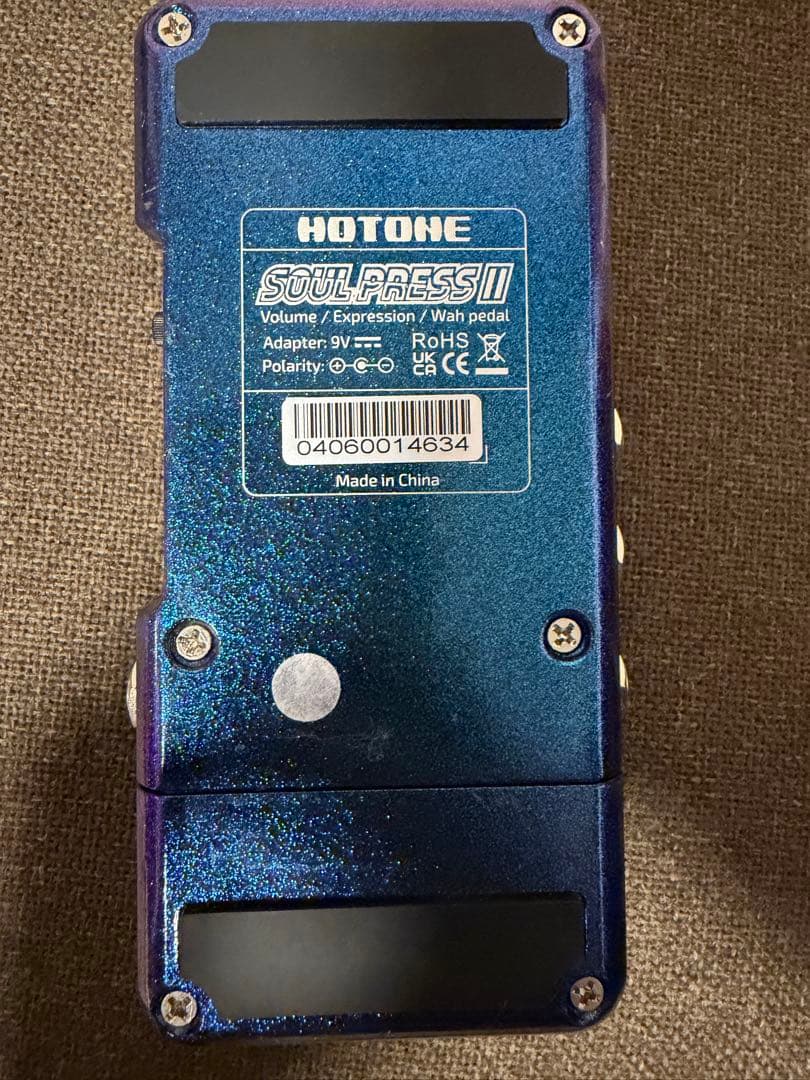 HOTONE
SOUL PRESS II
Volume / Expression / Wah pedal
Adapter: 9V
RoHS
Polarity:
UK
CA
CE
04060014634
Made in China